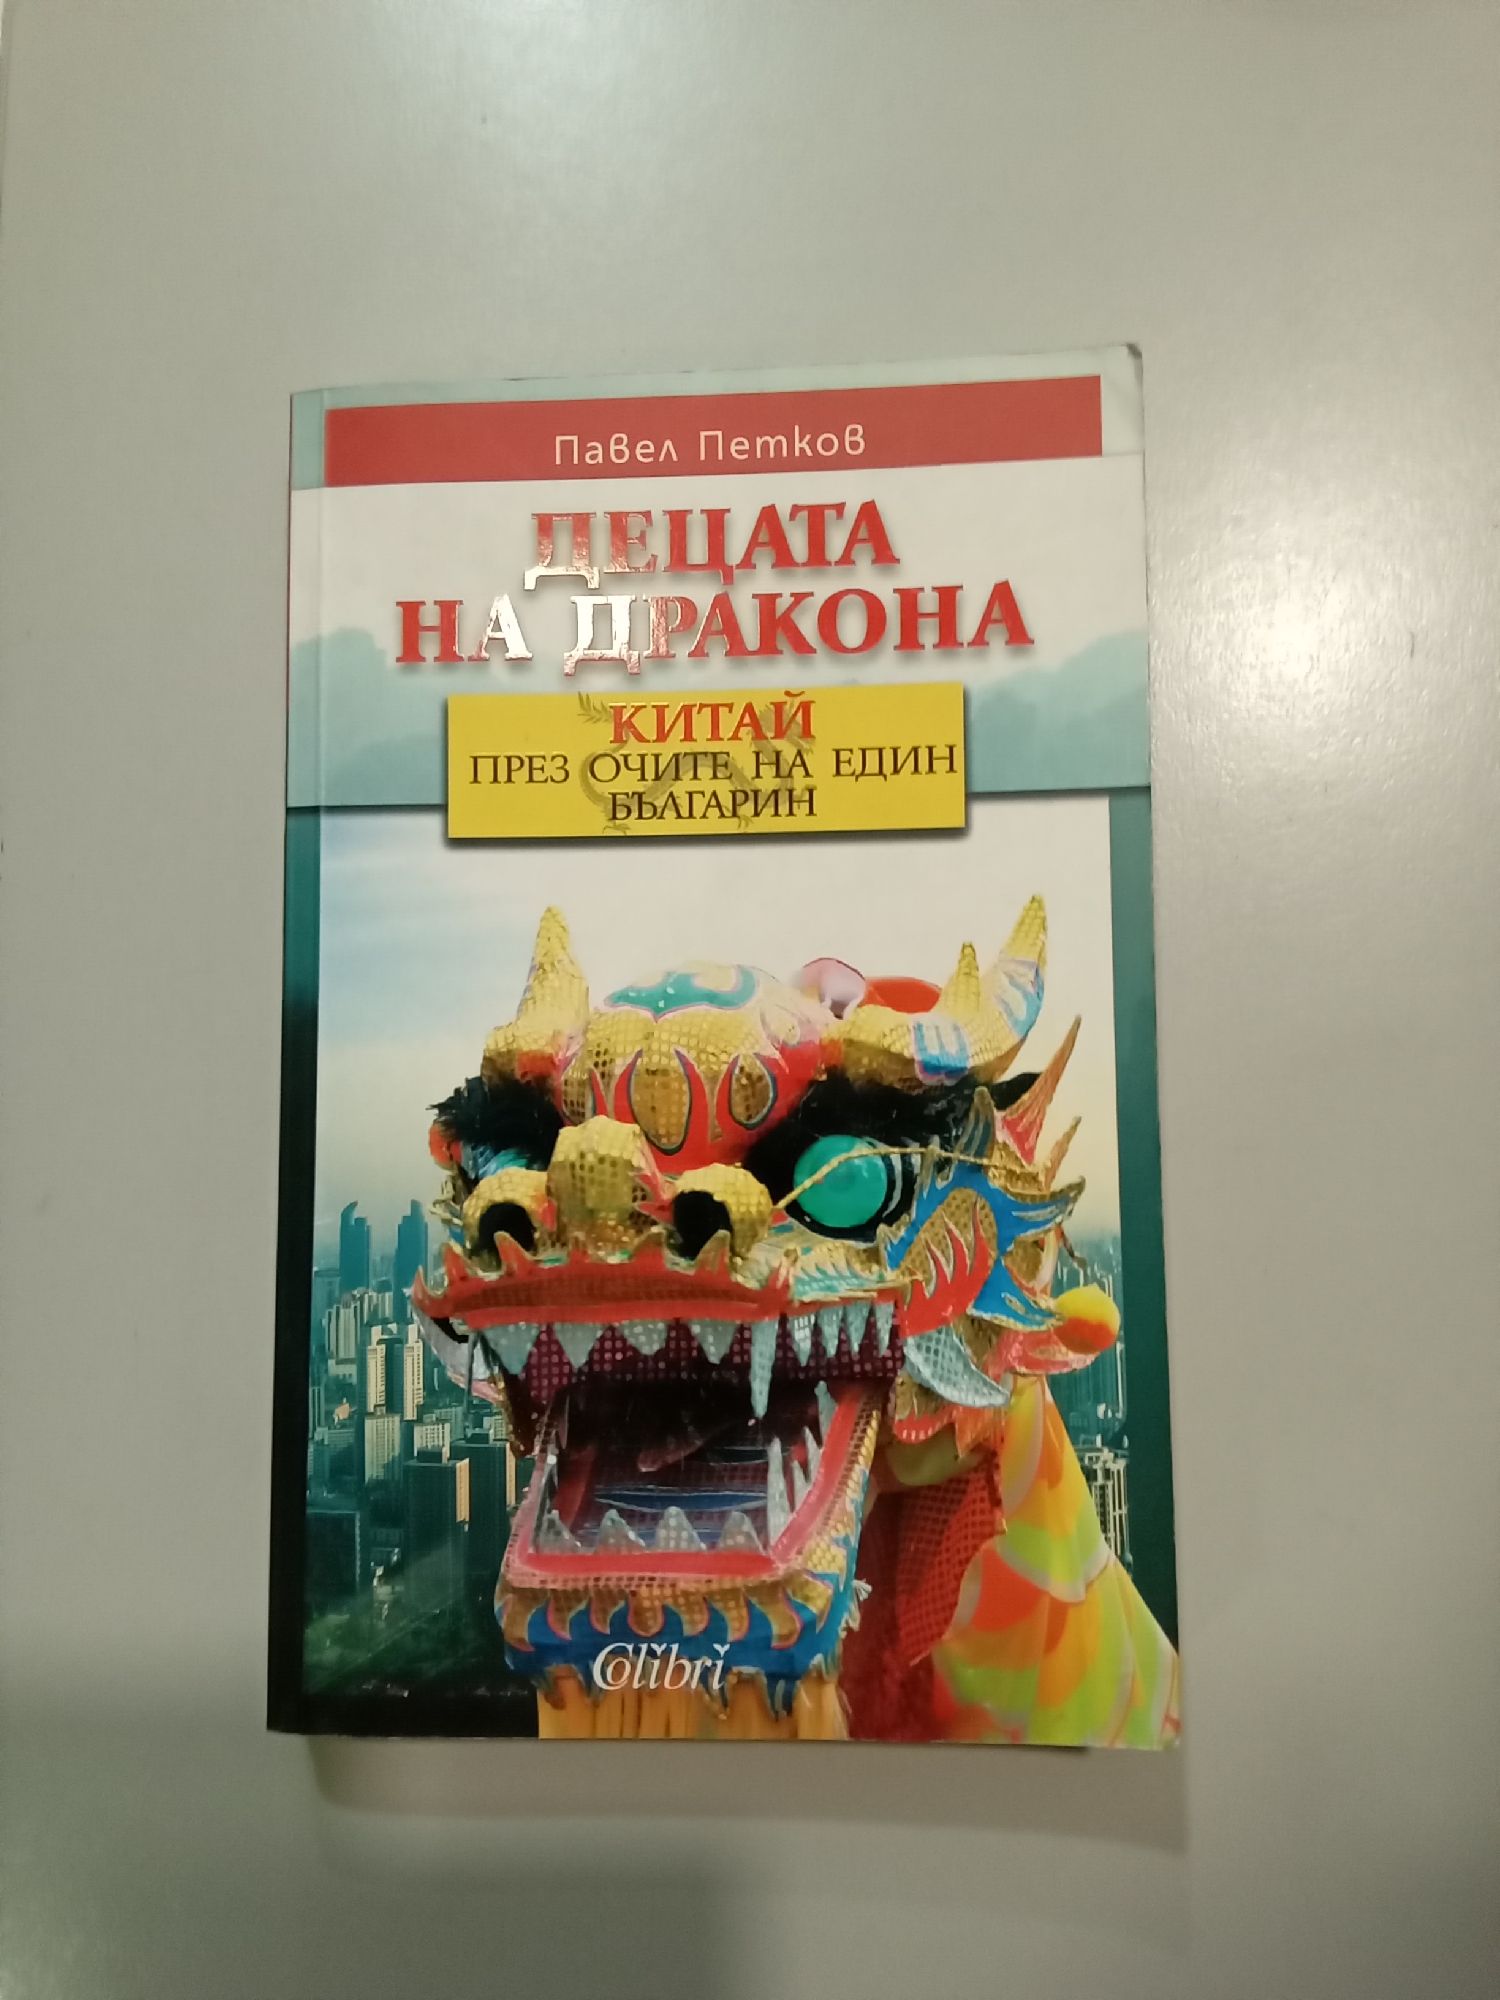 Павел Петков
ДЕЦАТА
НА ДРАКОНА
КИТАЙ
ПРЕЗ ОЧИТЕ НА ЕДИН
БЪЛГАРИН
Colibri